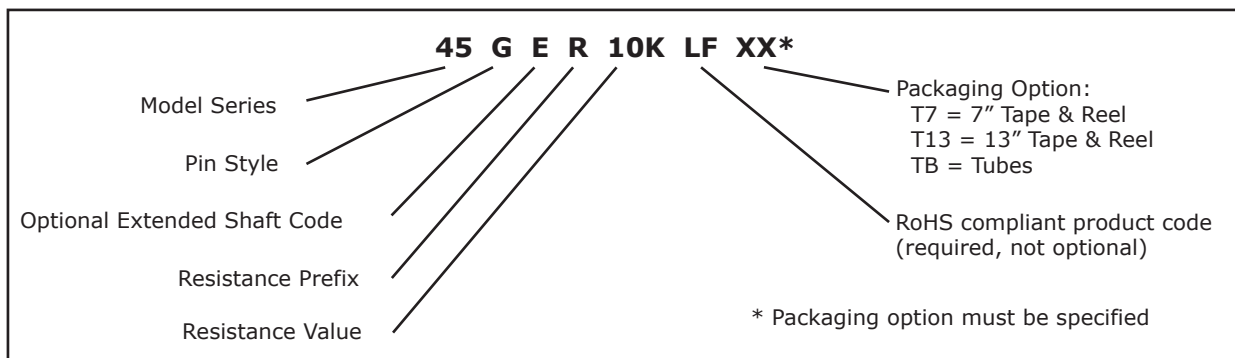 45 G E R 10K LF XX*
Model Series
Pin Style
Optional Extended Shaft Code
Resistance Prefix
Resistance Value
Packaging Option:
T7 = 7” Tape & Reel
T13 = 13” Tape & Reel
TB = Tubes
RoHS compliant product code
(required, not optional)
* Packaging option must be specified